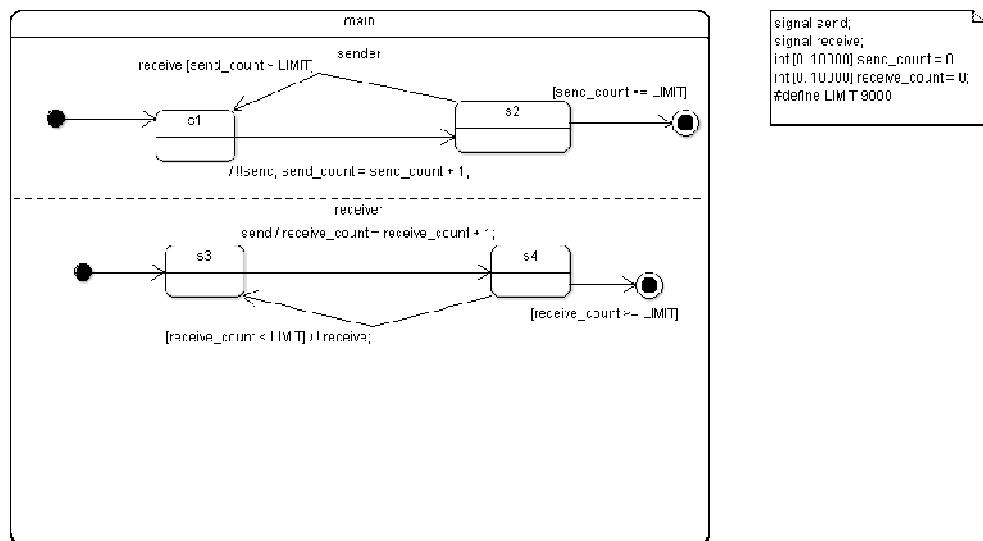 main
sender
receive [send_count < LIMIT]
[send_count >= LIMIT]
s1
s2
/ !!send; send_count = send_count + 1;
receiver
send / receive_count = receive_count + 1;
s3
s4
[receive_count >= LIMIT]
[receive_count < LIMIT] / receive;
signal send;
signal receive;
int [0..10000] send_count = 0
int [0..10000] receive_count = 0;
#define LIMIT 9000